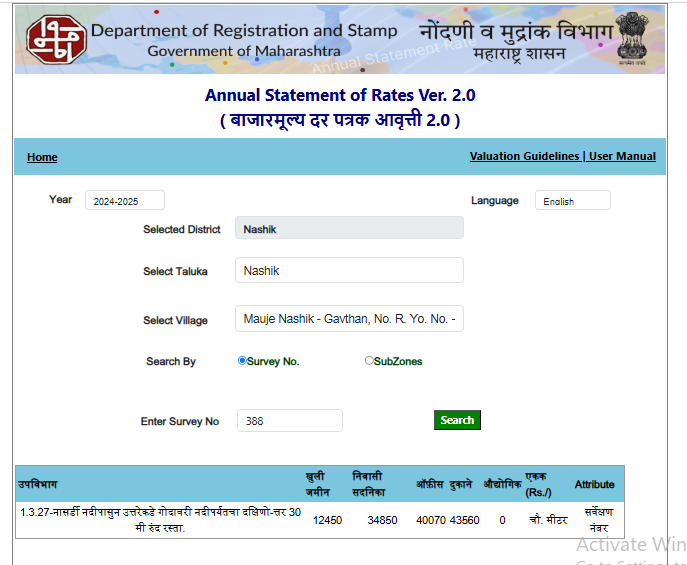 Department of Registration and Stamp
Government of Maharashtra
नोंदणी व मुद्रांक विभाग
महाराष्ट्र शासन
Annual Statement Rate
Annual Statement of Rates Ver. 2.0
( बाजारमूल्य दर पत्रक आवृत्ती 2.0 )
Home Valuation Guidelines | User Manual
Year 2024-2025 Language English
Selected District Nashik
Select Taluka Nashik
Select Village Mauje Nashik - Gavthan, No. R. Yo. No. -
Search By Survey No. SubZones
Enter Survey No 388 Search
उपविभाग खुली जमीन निवासी सदनिका ऑफ़ीस दुकाने औद्योगिक एकक (Rs./) Attribute
1.3.27-नासर्डी नदीपासुन उत्तरेकडे गोदावरी नदीपर्यतचा दक्षिणो-त्तर 30 मी रुंद रस्ता. 12450 34850 40070 43560 0 चौ. मीटर सर्वेक्षण नंबर
Activate Win